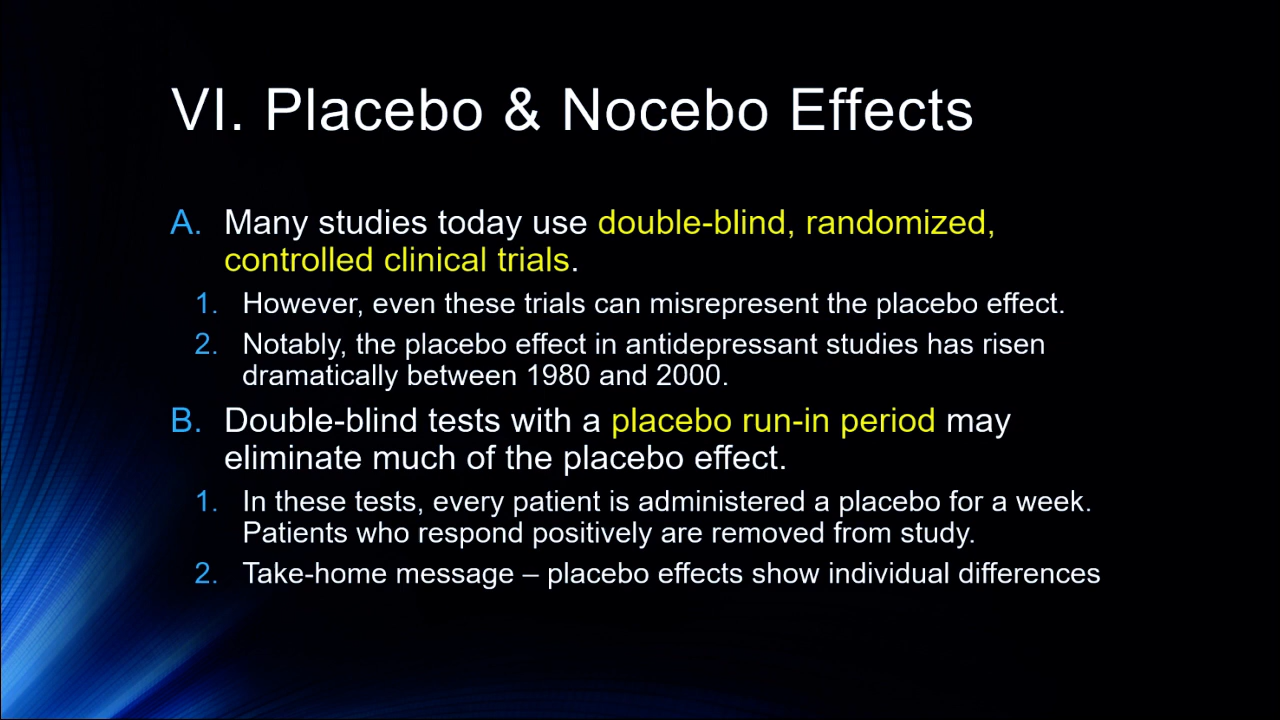 VI. Placebo & Nocebo Effects
A. Many studies today use double-blind, randomized,
controlled clinical trials.
1. However, even these trials can misrepresent the placebo effect.
2. Notably, the placebo effect in antidepressant studies has risen
dramatically between 1980 and 2000.
B. Double-blind tests with a placebo run-in period may
eliminate much of the placebo effect.
1. In these tests, every patient is administered a placebo for a week.
Patients who respond positively are removed from study.
2. Take-home message – placebo effects show individual differences